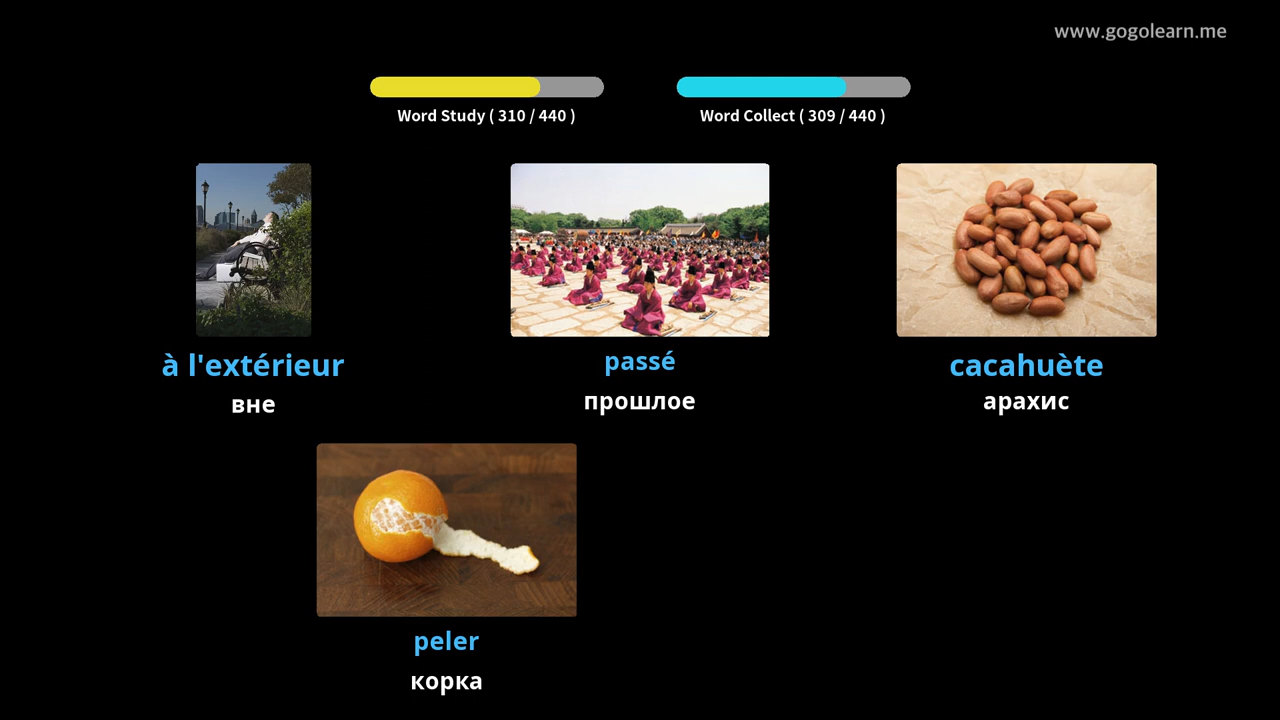 www.gogolearn.me
Word Study ( 310 / 440 )
Word Collect ( 309 / 440 )
à l'extérieur
вне
passé
прошлое
cacahuète
арахис
peler
корка